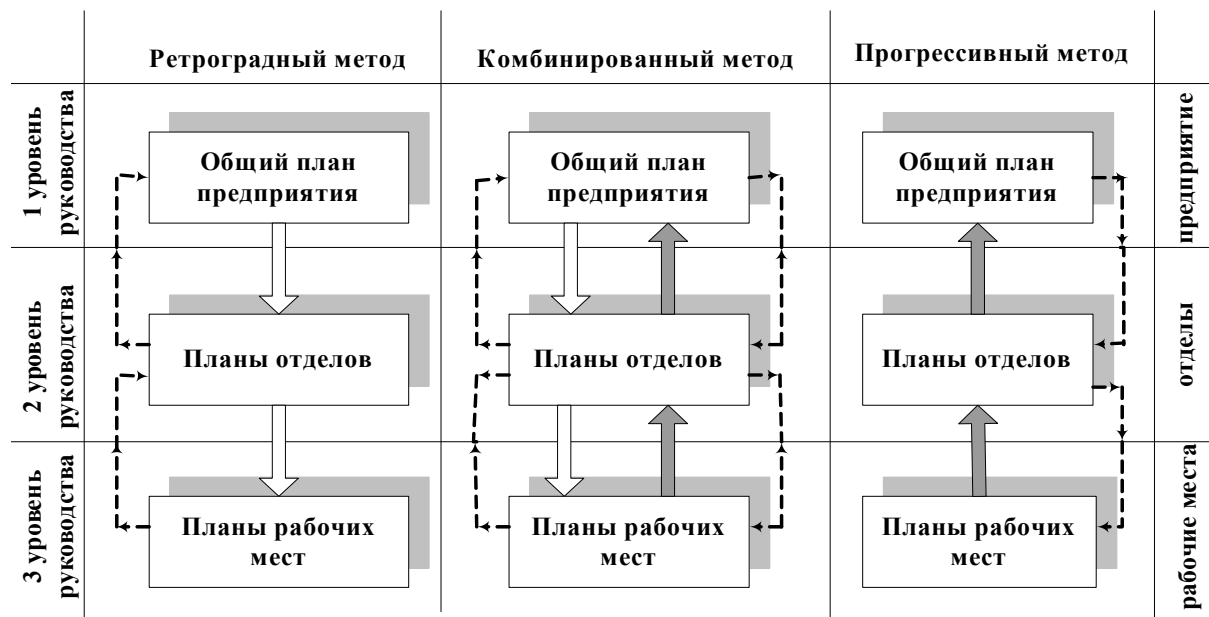 Ретроградный метод
Комбинированный метод
Прогрессивный метод
1 уровень
руководства
Общий план
предприятия
Общий план
предприятия
Общий план
предприятия
предприятие
2 уровень
руководства
Планы отделов
Планы отделов
Планы отделов
отделы
3 уровень
руководства
Планы рабочих
мест
Планы рабочих
мест
Планы рабочих
мест
рабочие места